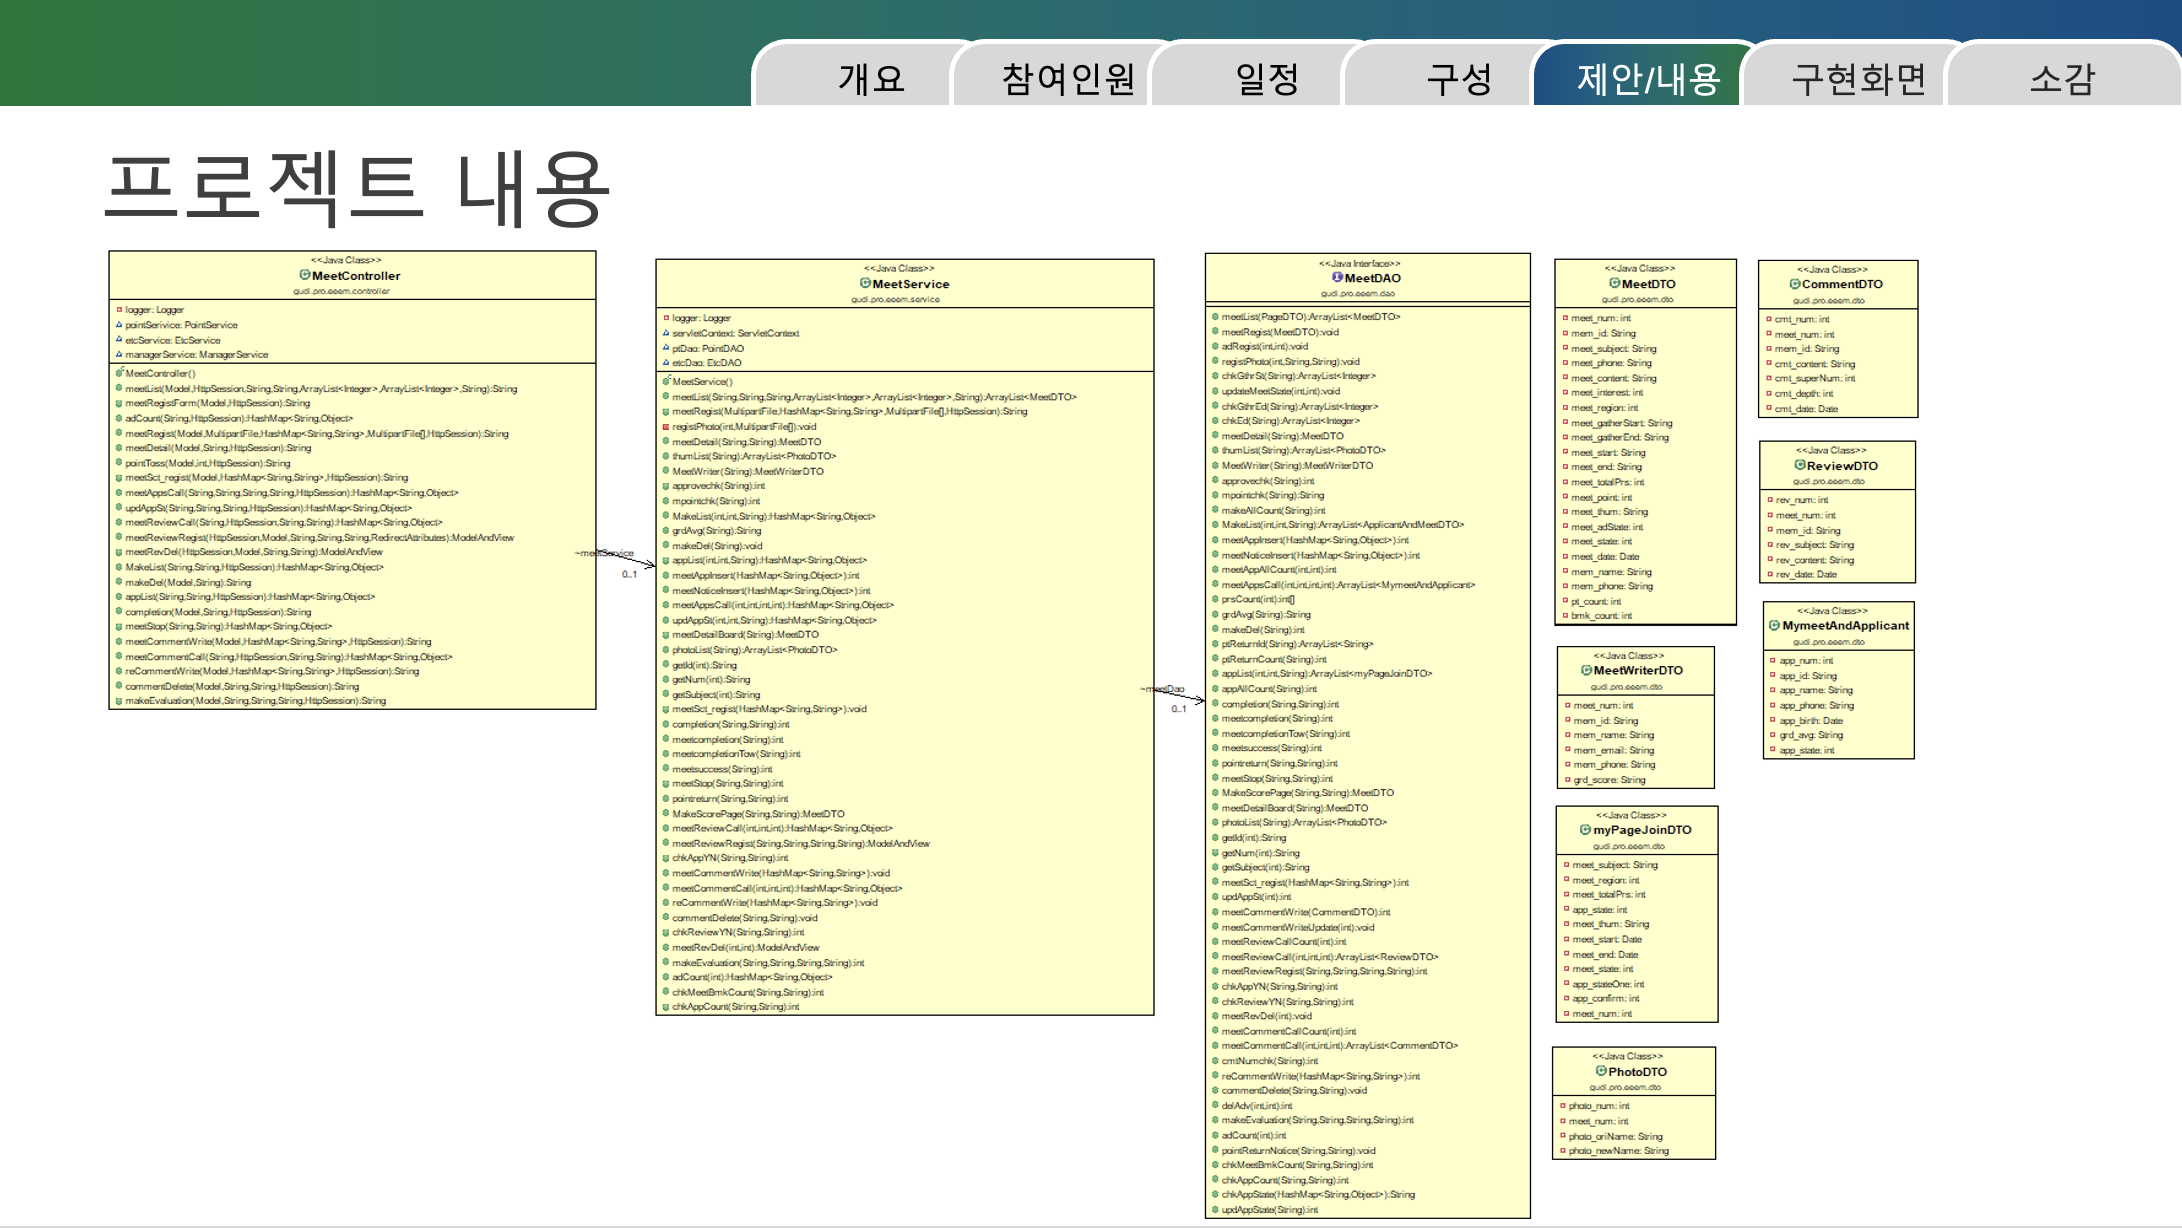 개요
참여인원
일정
구성
제안/내용
구현화면
소감
프로젝트 내용
<<Java Class>>
MeetController
gudi.pro.eeem.controller
logger: Logger
pointSerivice: PointService
etcService: EtcService
managerService: ManagerService
MeetController()
meetList(Model,HttpSession,String,String,ArrayList<Integer>,ArrayList<Integer>,String):String
meetRegistForm(Model,HttpSession):String
adCount(String,HttpSession):HashMap<String,Object>
meetRegist(Model,MultipartFile,HashMap<String,String>,MultipartFile[],HttpSession):String
meetDetail(Model,String,HttpSession):String
pointToss(Model,int,HttpSession):String
meetSct_regist(Model,HashMap<String,String>,HttpSession):String
meetAppsCall(String,String,String,String,HttpSession):HashMap<String,Object>
updAppSt(String,String,String,HttpSession):HashMap<String,Object>
meetReviewCall(String,HttpSession,String,String):HashMap<String,Object>
meetReviewRegist(HttpSession,Model,String,String,String,RedirectAttributes):ModelAndView
meetRevDel(HttpSession,Model,String,String):ModelAndView
MakeList(String,String,HttpSession):HashMap<String,Object>
makeDel(Model,String):String
appList(String,String,HttpSession):HashMap<String,Object>
completion(Model,String,HttpSession):String
meetStop(String,String):HashMap<String,Object>
meetCommentWrite(Model,HashMap<String,String>,HttpSession):String
meetCommentCall(String,HttpSession,String,String):HashMap<String,Object>
reCommentWrite(Model,HashMap<String,String>,HttpSession):String
commentDelete(Model,String,String,HttpSession):String
makeEvaluation(Model,String,String,String,HttpSession):String
~meetService
0..1
<<Java Class>>
MeetService
gudi.pro.eeem.service
logger: Logger
servletContext: ServletContext
ptDao: PointDAO
etcDao: EtcDAO
MeetService()
meetList(String,String,String,ArrayList<Integer>,ArrayList<Integer>,String):ArrayList<MeetDTO>
meetRegist(MultipartFile,HashMap<String,String>,MultipartFile[],HttpSession):String
registPhoto(int,MultipartFile[]):void
meetDetail(String,String):MeetDTO
thumList(String):ArrayList<PhotoDTO>
MeetWriter(String):MeetWriterDTO
approvechk(String):int
mpointchk(String):int
MakeList(int,int,String):HashMap<String,Object>
grdAvg(String):String
makeDel(String):void
appList(int,int,String):HashMap<String,Object>
meetAppInsert(HashMap<String,Object>):int
meetNoticeInsert(HashMap<String,Object>):int
meetAppsCall(int,int,int,int):HashMap<String,Object>
updAppSt(int,int,String):HashMap<String,Object>
meetDetailBoard(String):MeetDTO
photoList(String):ArrayList<PhotoDTO>
getId(int):String
getNum(int):String
getSubject(int):String
meetSct_regist(HashMap<String,String>):void
completion(String,String):int
meetcompletion(String):int
meetcompletionTow(String):int
meetsuccess(String):int
meetStop(String,String):int
pointreturn(String,String):int
MakeScorePage(String,String):MeetDTO
meetReviewCall(int,int,int):HashMap<String,Object>
meetReviewRegist(String,String,String,String):ModelAndView
chkAppYN(String,String):int
meetCommentWrite(HashMap<String,String>):void
meetCommentCall(int,int,int):HashMap<String,Object>
reCommentWrite(HashMap<String,String>):void
commentDelete(String,String):void
chkReviewYN(String,String):int
meetRevDel(int,int):ModelAndView
makeEvaluation(String,String,String,String):int
adCount(int):HashMap<String,Object>
chkMeetBmkCount(String,String):int
chkAppCount(String,String):int
~meetDao
0..1
<<Java Interface>>
MeetDAO
gudi.pro.eeem.dao
meetList(PageDTO):ArrayList<MeetDTO>
meetRegist(MeetDTO):void
adRegist(int,int):void
registPhoto(int,String,String):void
chkGthrSt(String):ArrayList<Integer>
updateMeetState(int,int):void
chkGthrEd(String):ArrayList<Integer>
chkEd(String):ArrayList<Integer>
meetDetail(String):MeetDTO
thumList(String):ArrayList<PhotoDTO>
MeetWriter(String):MeetWriterDTO
approvechk(String):int
mpointchk(String):String
makeAllCount(String):int
MakeList(int,int,String):ArrayList<ApplicantAndMeetDTO>
meetAppInsert(HashMap<String,Object>):int
meetNoticeInsert(HashMap<String,Object>):int
meetAppAllCount(int,int):int
meetAppsCall(int,int,int,int):ArrayList<MymeetAndApplicant>
prsCount(int):int[]
grdAvg(String):String
makeDel(String):int
ptReturnId(String):ArrayList<String>
ptReturnCount(String):int
appList(int,int,String):ArrayList<myPageJoinDTO>
appAllCount(String):int
completion(String,String):int
meetcompletion(String):int
meetcompletionTow(String):int
meetsuccess(String):int
pointreturn(String,String):int
meetStop(String,String):int
MakeScorePage(String,String):MeetDTO
meetDetailBoard(String):MeetDTO
photoList(String):ArrayList<PhotoDTO>
getId(int):String
getNum(int):String
getSubject(int):String
meetSct_regist(HashMap<String,String>):int
updAppSt(int):int
meetCommentWrite(CommentDTO):int
meetCommentWriteUpdate(int):void
meetReviewCallCount(int):int
meetReviewCall(int,int,int):ArrayList<ReviewDTO>
meetReviewRegist(String,String,String,String):int
chkAppYN(String,String):int
chkReviewYN(String,String):int
meetRevDel(int):void
meetCommentCallCount(int):int
meetCommentCall(int,int,int):ArrayList<CommentDTO>
cmtNumchk(String):int
reCommentWrite(HashMap<String,String>):int
commentDelete(String,String):void
delAdv(int,int):int
makeEvaluation(String,String,String,String):int
adCount(int):int
pointReturnNotice(String,String):void
chkMeetBmkCount(String,String):int
chkAppCount(String,String):int
chkAppState(HashMap<String,Object>):String
updAppState(String):int
<<Java Class>>
MeetDTO
gudi.pro.eeem.dto
meet_num: int
mem_id: String
meet_subject: String
meet_phone: String
meet_content: String
meet_interest: int
meet_region: int
meet_gatherStart: String
meet_gatherEnd: String
meet_start: String
meet_end: String
meet_totalPrs: int
meet_point: int
meet_thum: String
meet_adState: int
meet_state: int
meet_date: Date
mem_name: String
mem_phone: String
pt_count: int
bmk_count: int
<<Java Class>>
MeetWriterDTO
gudi.pro.eeem.dto
meet_num: int
mem_id: String
mem_name: String
mem_email: String
mem_phone: String
grd_score: String
<<Java Class>>
myPageJoinDTO
gudi.pro.eeem.dto
meet_subject: String
meet_region: int
meet_totalPrs: int
app_state: int
meet_thum: String
meet_start: Date
meet_end: Date
meet_state: int
app_stateOne: int
app_confirm: int
meet_num: int
<<Java Class>>
PhotoDTO
gudi.pro.eeem.dto
photo_num: int
meet_num: int
photo_oriName: String
photo_newName: String
<<Java Class>>
CommentDTO
gudi.pro.eeem.dto
cmt_num: int
meet_num: int
mem_id: String
cmt_content: String
cmt_superNum: int
cmt_depth: int
cmt_date: Date
<<Java Class>>
ReviewDTO
gudi.pro.eeem.dto
rev_num: int
meet_num: int
mem_id: String
rev_subject: String
rev_content: String
rev_date: Date
<<Java Class>>
MymeetAndApplicant
gudi.pro.eeem.dto
app_num: int
app_id: String
app_name: String
app_phone: String
app_birth: Date
grd_avg: String
app_state: int